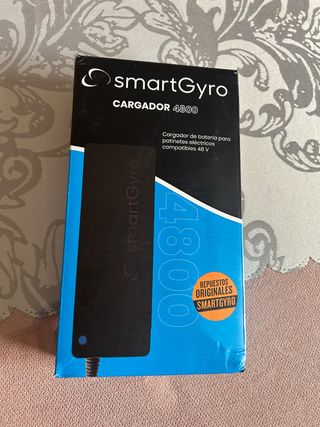 smartGyro
CARGADOR 4800
Cargador de batería para
patinetes eléctricos
compatibles 48 V
smartGyro
4800
REPUESTOS
ORIGINALES
SMARTGYRO